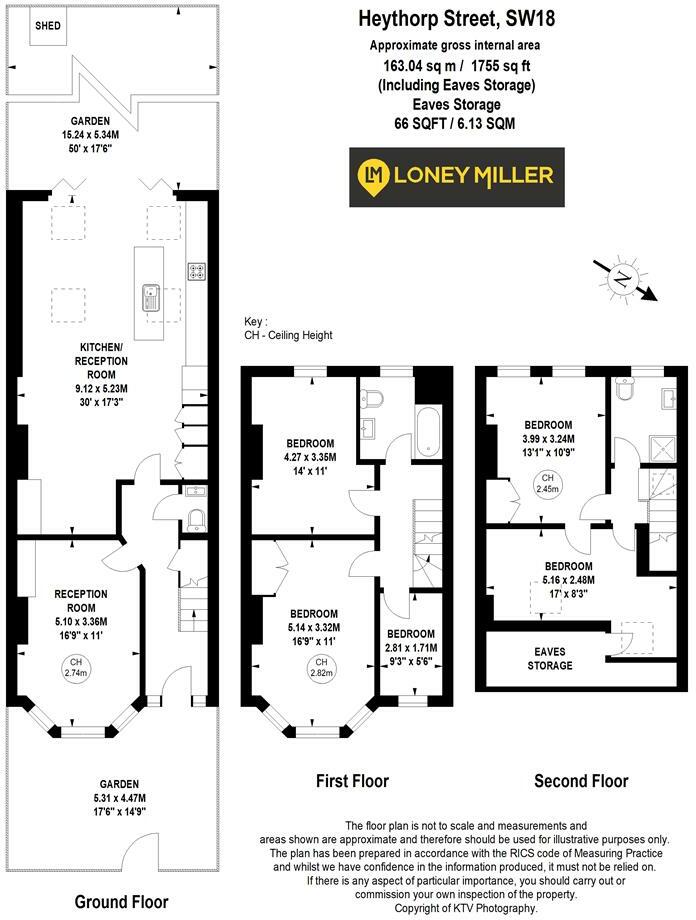 Heythorp Street, SW18
Approximate gross internal area
163.04 sq m / 1755 sq ft
(Including Eaves Storage)
Eaves Storage
66 SQFT / 6.13 SQM
LM LONEY MILLER
SHED
GARDEN
15.24 x 5.34M
50' x 17'6"
N
Key :
CH - Ceiling Height
KITCHEN/
RECEPTION
ROOM
9.12 x 5.23M
30' x 17'3"
RECEPTION
ROOM
5.10 x 3.36M
16'9" x 11'
CH
2.74m
GARDEN
5.31 x 4.47M
17'6" x 14'9"
Ground Floor
BEDROOM
4.27 x 3.35M
14' x 11'
BEDROOM
5.14 x 3.32M
16'9" x 11'
CH
2.82m
BEDROOM
2.81 x 1.71M
9'3" x 5'6"
First Floor
BEDROOM
3.99 x 3.24M
13'1" x 10'9"
CH
2.45m
BEDROOM
5.16 x 2.48M
17' x 8'3"
EAVES
STORAGE
Second Floor
The floor plan is not to scale and measurements and
areas shown are approximate and therefore should be used for illustrative purposes only.
The plan has been prepared in accordance with the RICS code of Measuring Practice
and whilst we have confidence in the information produced, it must not be relied on.
If there is any aspect of particular importance, you should carry out or
commission your own inspection of the property.
Copyright of KTV Photography.